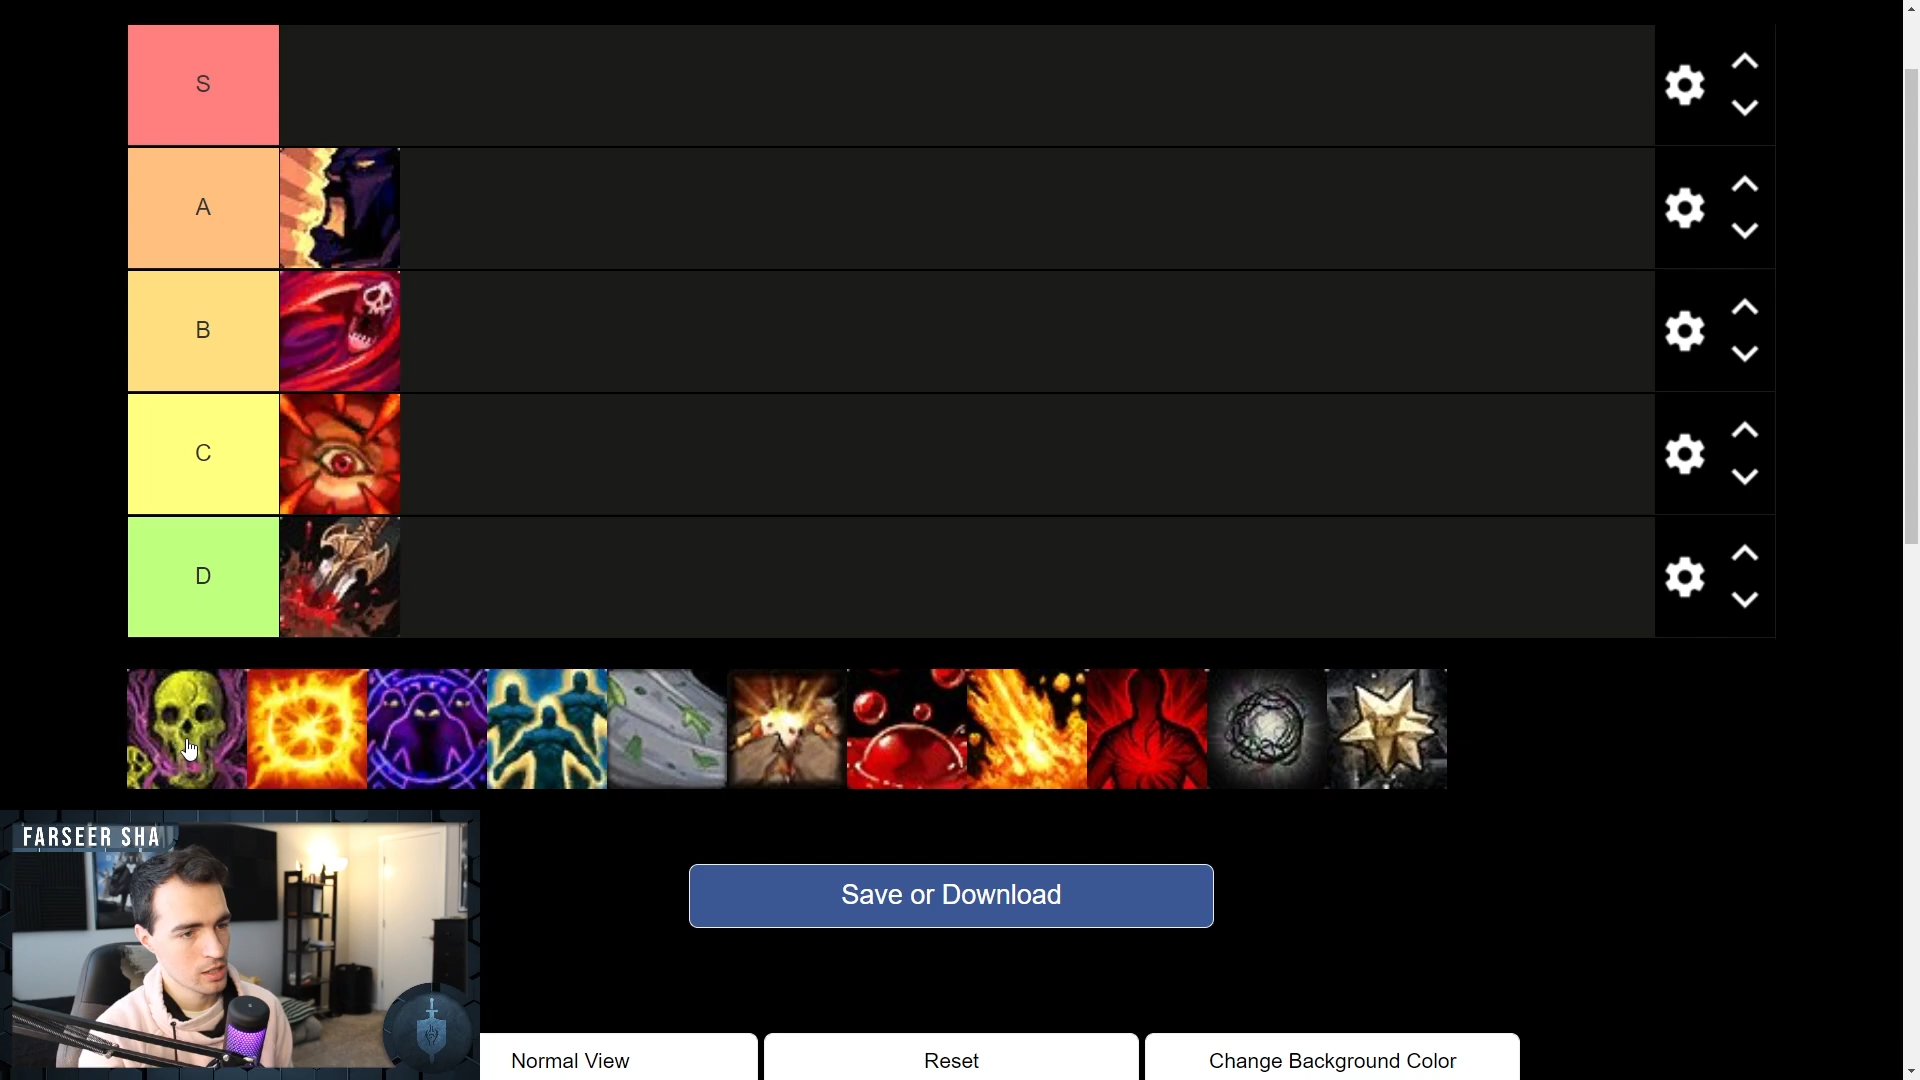 S
A
B
C
D
FARSEER SHA
Save or Download
Normal View
Reset
Change Background Color